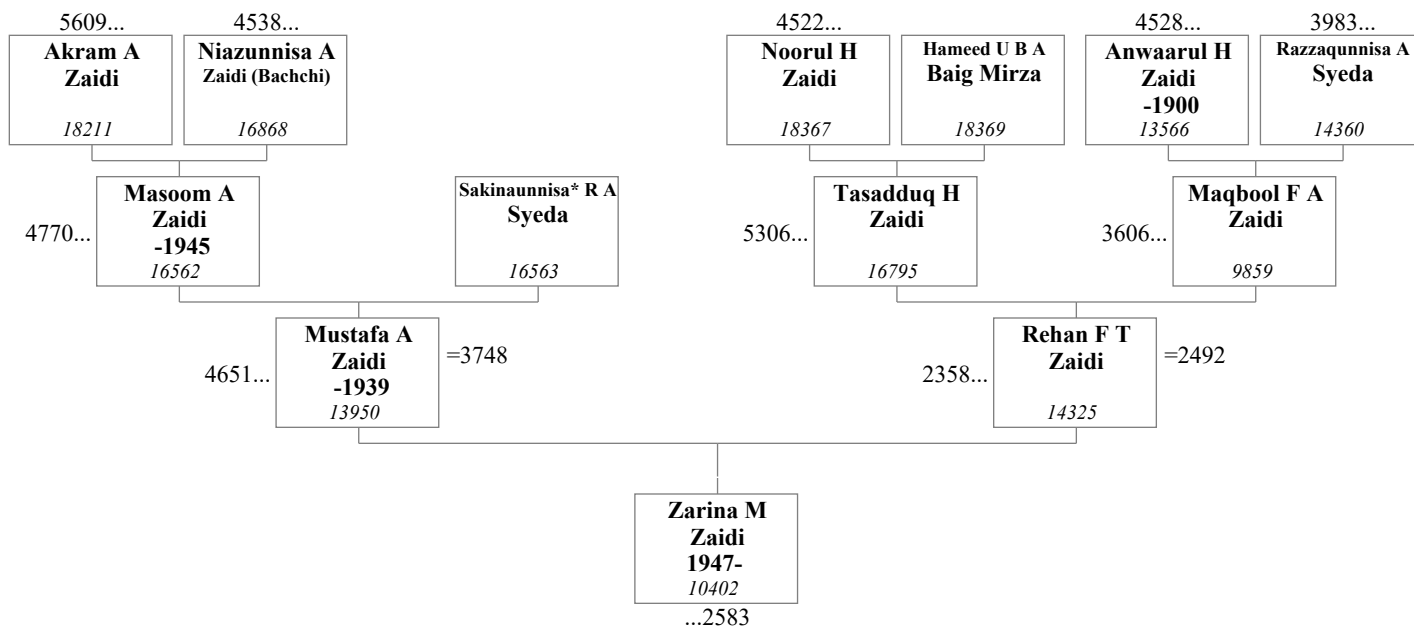 5609...
Akram A
Zaidi
18211
4538...
Niazunnisa A
Zaidi (Bachchi)
16868
4522...
Noorul H
Zaidi
18367
Hameed U B A
Baig Mirza
18369
4528...
Anwaarul H
Zaidi
-1900
13566
3983...
Razzaqunnisa A
Syeda
14360
4770...
Masoom A
Zaidi
-1945
16562
Sakinaunnisa* R A
Syeda
16563
5306...
Tasadduq H
Zaidi
16795
3606...
Maqbool F A
Zaidi
9859
4651...
Mustafa A
Zaidi
-1939
13950
=3748
2358...
Rehan F T
Zaidi
14325
=2492
Zarina M
Zaidi
1947-
10402
...2583